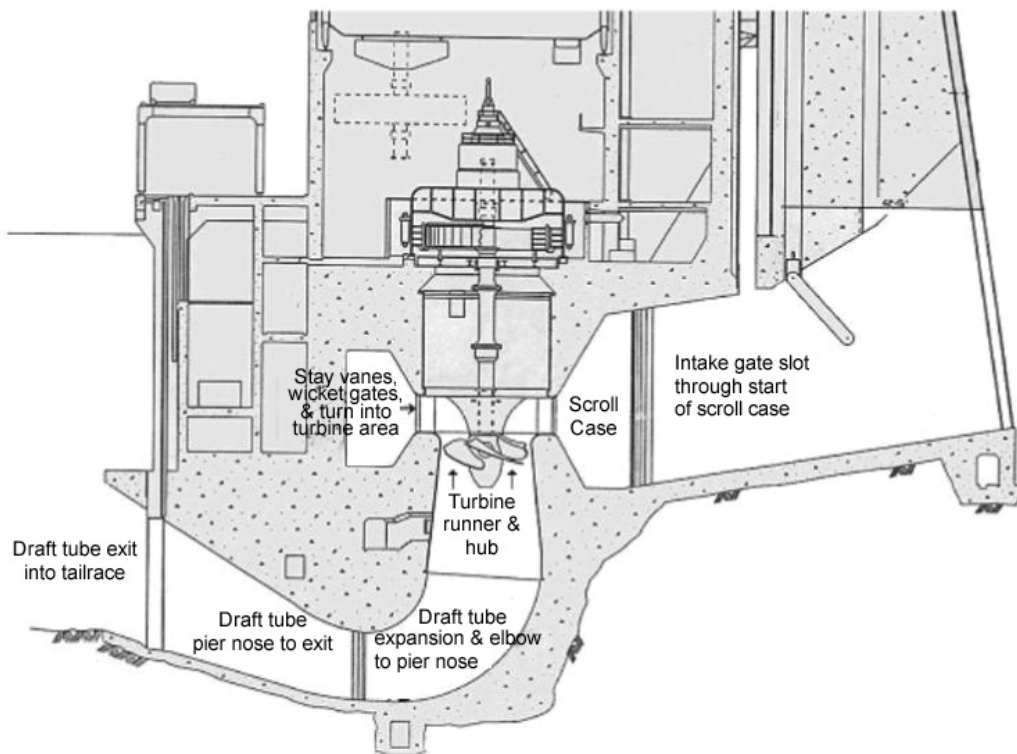 Stay vanes,
wicket gates,
& turn into
turbine area
Scroll
Case
Intake gate slot
through start
of scroll case
Turbine
runner &
hub
Draft tube exit
into tailrace
Draft tube
pier nose to exit
Draft tube
expansion & elbow
to pier nose